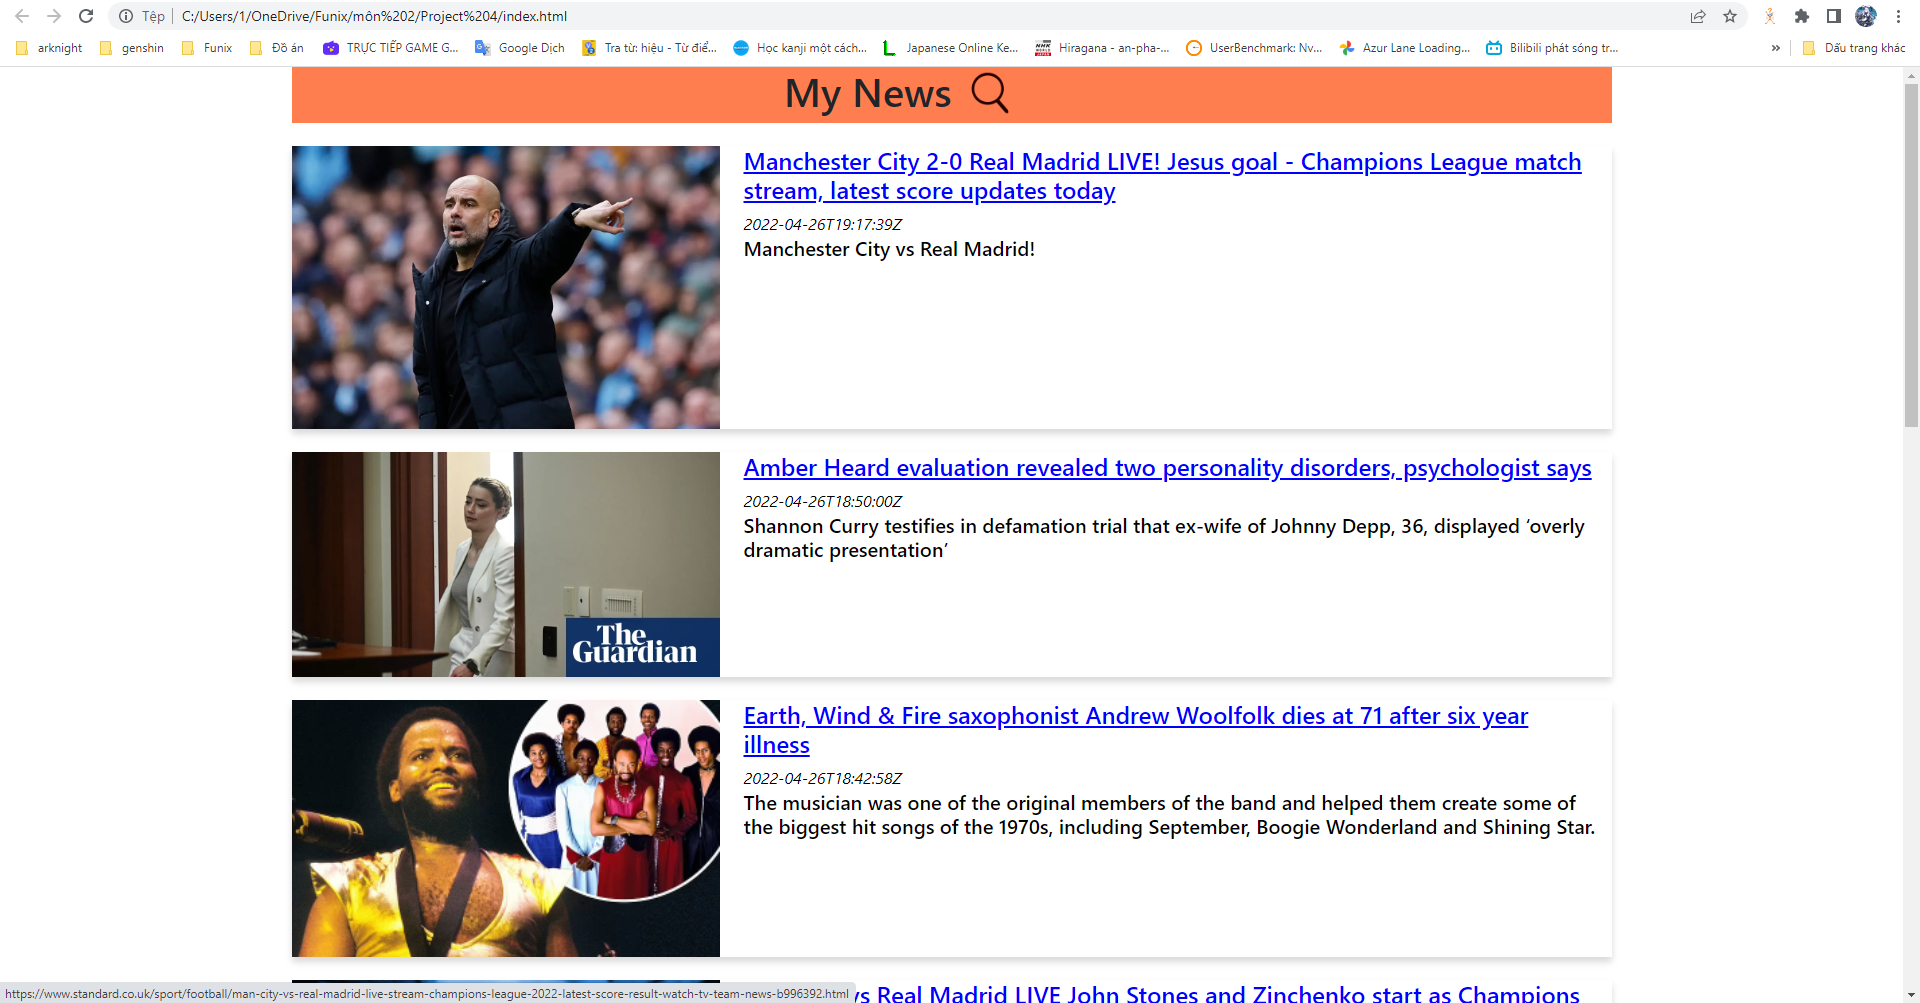 Tệp C:/Users/1/OneDrive/Funix/môn%202/Project%204/index.html
arknight genshin Funix Đồ án TRỰC TIẾP GAME G... Google Dịch Tra từ: hiệu - Từ điể... Học kanji một cách... Japanese Online Ke... NHK WORLD JAPAN Hiragana - an-pha-... UserBenchmark: Nv... Azur Lane Loading... Bilibili phát sóng tr... » Dấu trang khác
My News
Manchester City 2-0 Real Madrid LIVE! Jesus goal - Champions League match
stream, latest score updates today
2022-04-26T19:17:39Z
Manchester City vs Real Madrid!
Amber Heard evaluation revealed two personality disorders, psychologist says
2022-04-26T18:50:00Z
Shannon Curry testifies in defamation trial that ex-wife of Johnny Depp, 36, displayed ‘overly
dramatic presentation’
The
Guardian
Earth, Wind & Fire saxophonist Andrew Woolfolk dies at 71 after six year
illness
2022-04-26T18:42:58Z
The musician was one of the original members of the band and helped them create some of
the biggest hit songs of the 1970s, including September, Boogie Wonderland and Shining Star.
vs Real Madrid LIVE John Stones and Zinchenko start as Champions
https://www.standard.co.uk/sport/football/man-city-vs-real-madrid-live-stream-champions-league-2022-latest-score-result-watch-tv-team-news-b996392.html